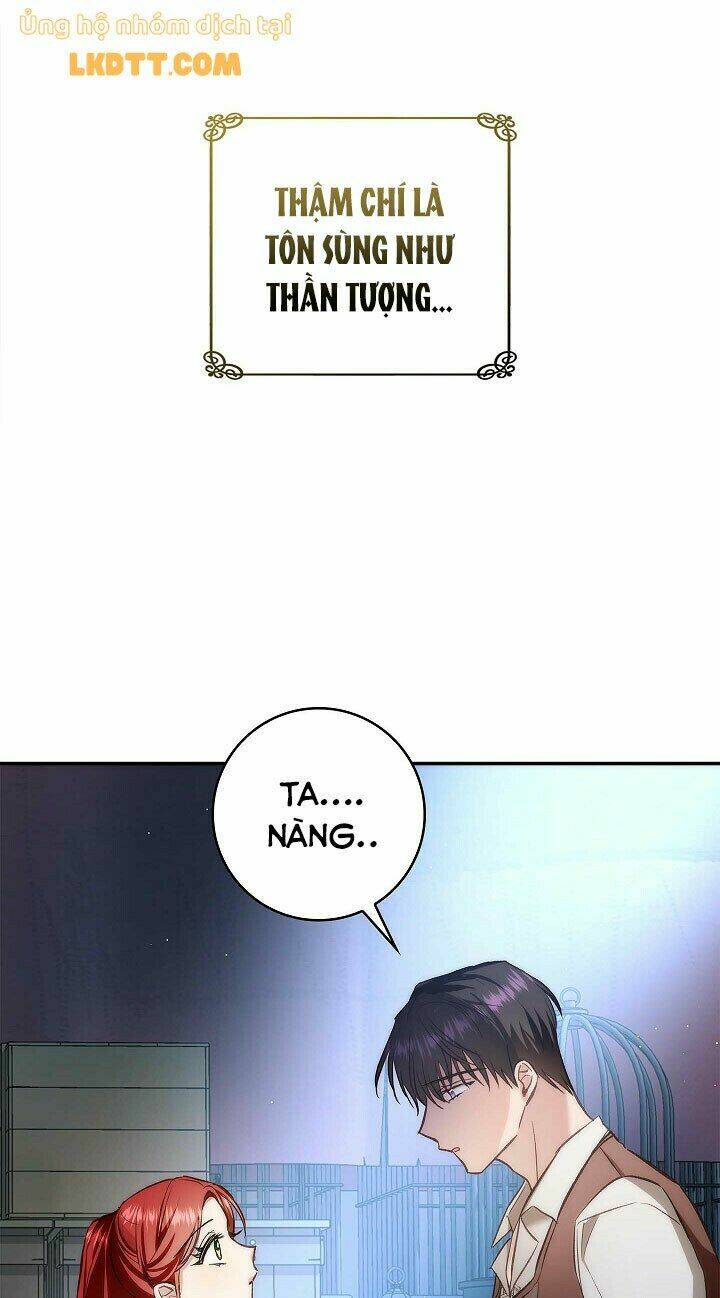 Ủng hộ nhóm dịch tại
LKDTT.COM
THẬM CHÍ LÀ
TÔN SÙNG NHƯ
THẦN TƯỢNG...
TA....
NÀNG..